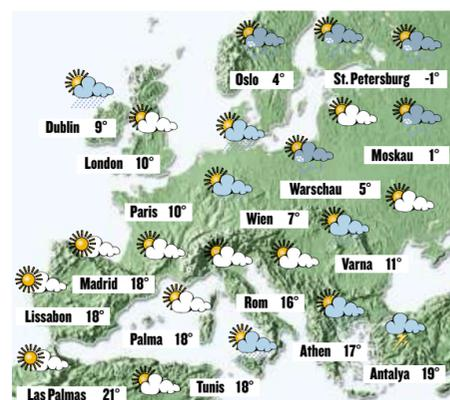 Oslo 4°
St. Petersburg -1°
Dublin 9°
London 10°
Moskau 1°
Warschau 5°
Paris 10°
Wien 7°
Varna 11°
Madrid 18°
Lissabon 18°
Rom 16°
Palma 18°
Athen 17°
Antalya 19°
Las Palmas 21°
Tunis 18°